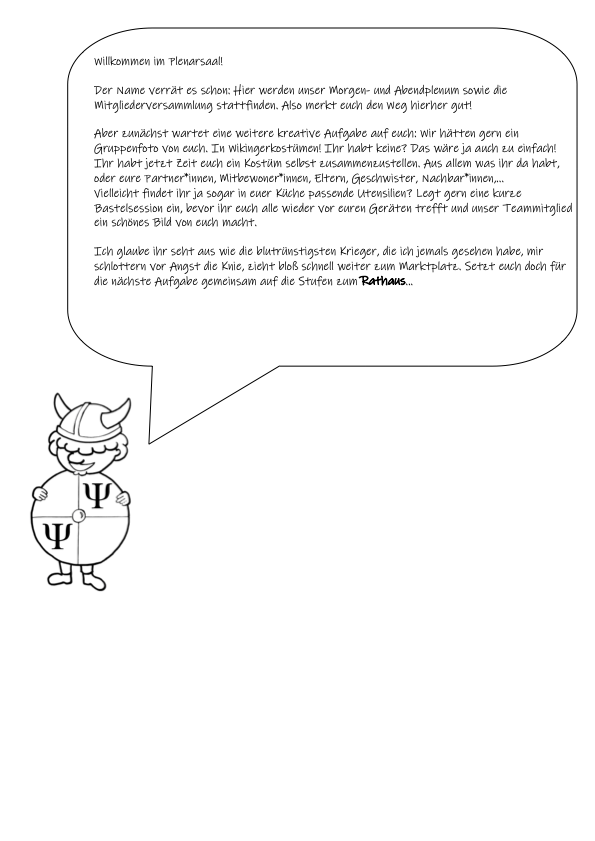 Willkommen im Plenarsaal!
Der Name verrät es schon: Hier werden unser Morgen- und Abendplenum sowie die
Mitgliederversammlung stattfinden. Also merkt euch den Weg hierher gut!
Aber zunächst wartet eine weitere kreative Aufgabe auf euch: Wir hätten gern ein
Gruppenfoto von euch. In Wikingerkostümen! Ihr habt keine? Das wäre ja auch zu einfach!
Ihr habt jetzt Zeit euch ein Kostüm selbst zusammenzustellen. Aus allem was ihr da habt,
oder eure Partner*innen, Mitbewoner*innen, Eltern, Geschwister, Nachbar*innen,...
Vielleicht findet ihr ja sogar in euer Küche passende Utensilien? Legt gern eine kurze
Bastelsession ein, bevor ihr euch alle wieder vor euren Geräten trefft und unser Teammitglied
ein schönes Bild von euch macht.
Ich glaube ihr seht aus wie die blutrünstigsten Krieger, die ich jemals gesehen habe, mir
schlottern vor Angst die Knie, zieht bloß schnell weiter zum Marktplatz. Setzt euch doch für
die nächste Aufgabe gemeinsam auf die Stufen zum Rathaus...
Ψ
Ψ